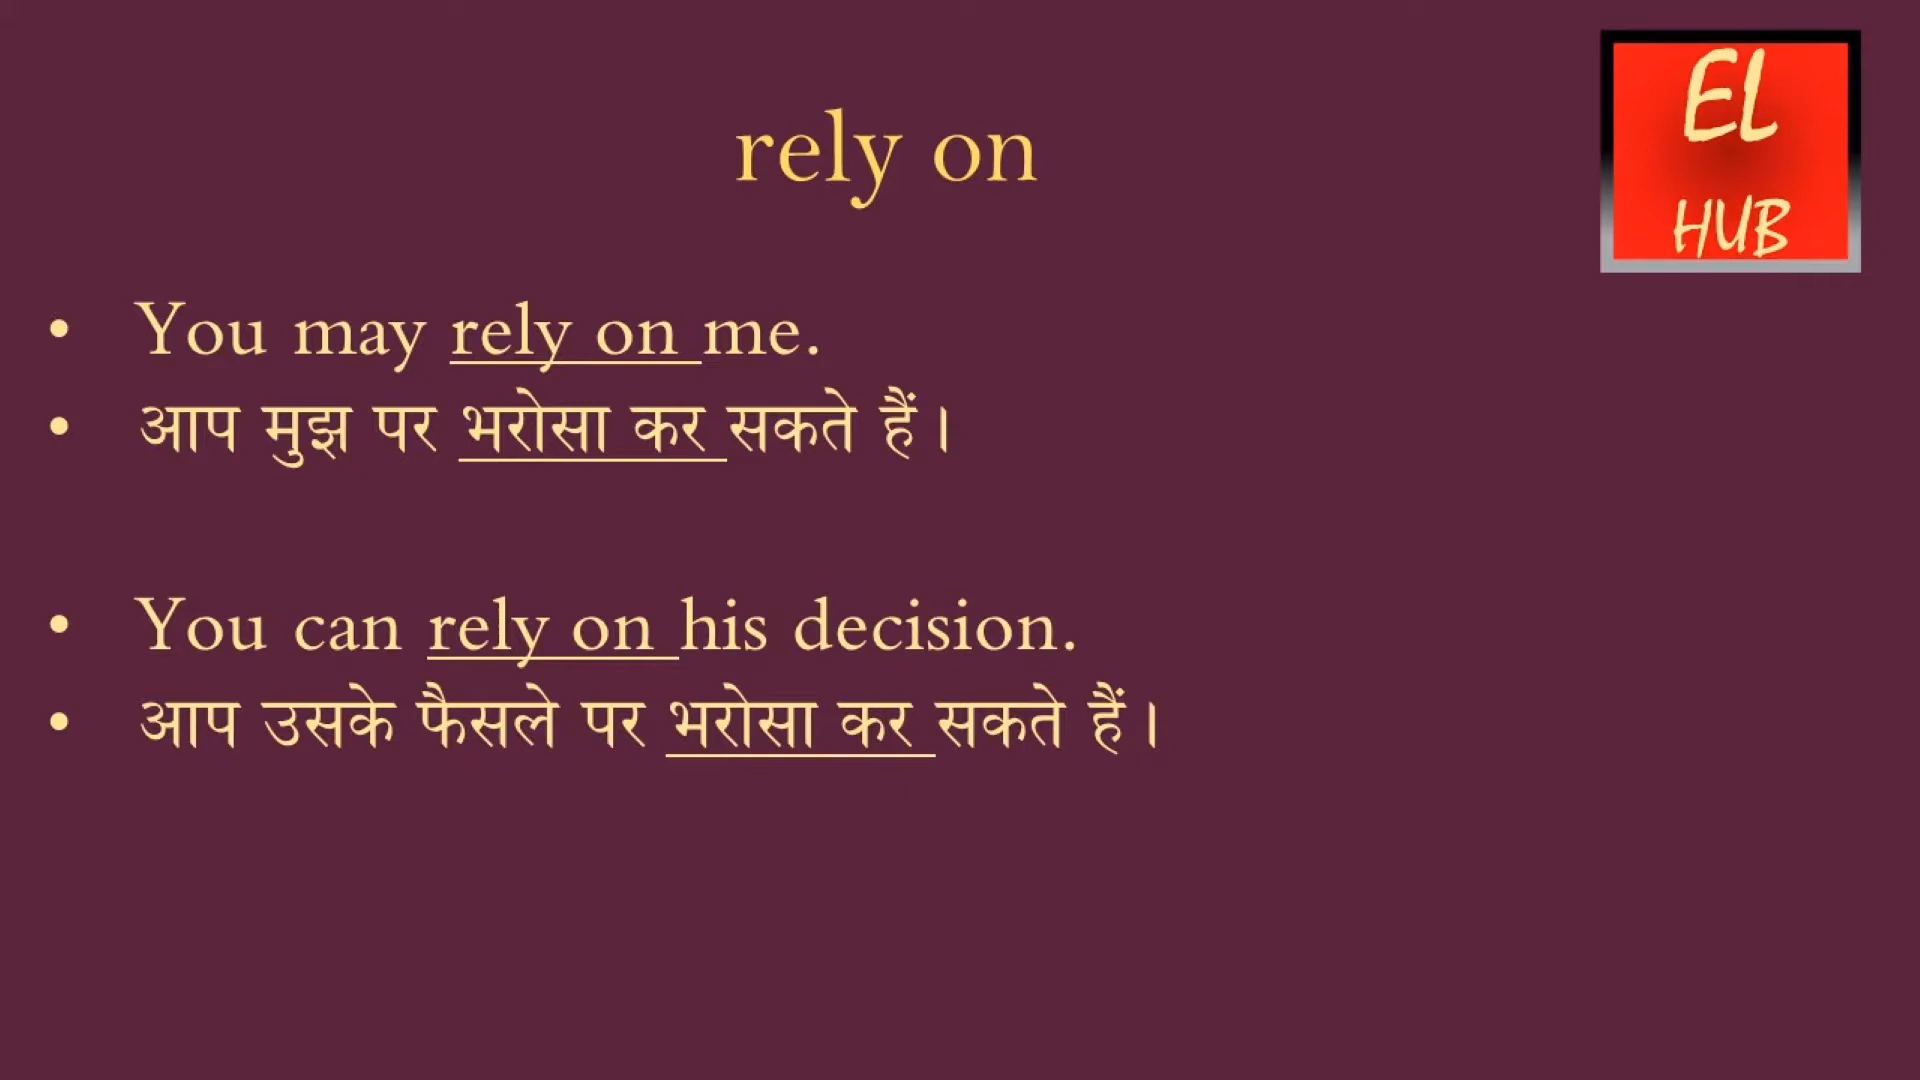 EL
HUB
rely on
• You may rely on me.
• आप मुझ पर भरोसा कर सकते हैं।
• You can rely on his decision.
• आप उसके फैसले पर भरोसा कर सकते हैं।